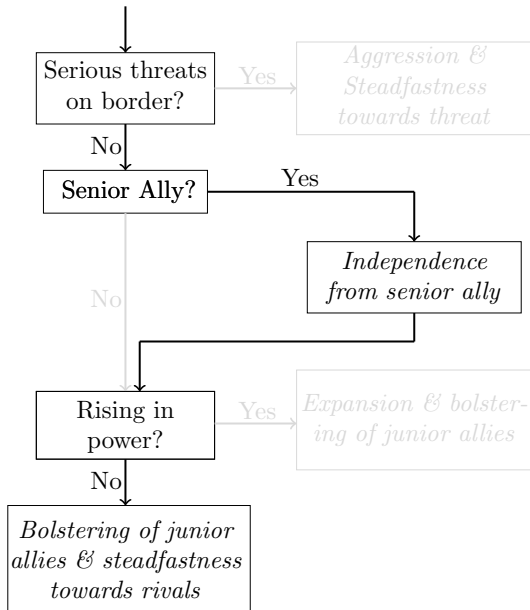 Serious threats
on border?
Yes
Aggression &
Steadfastness
towards threat
No
Senior Ally?
Yes
Independence
from senior ally
No
Rising in
power?
Yes
Expansion & bolster-
ing of junior allies
No
Bolstering of junior
allies & steadfastness
towards rivals